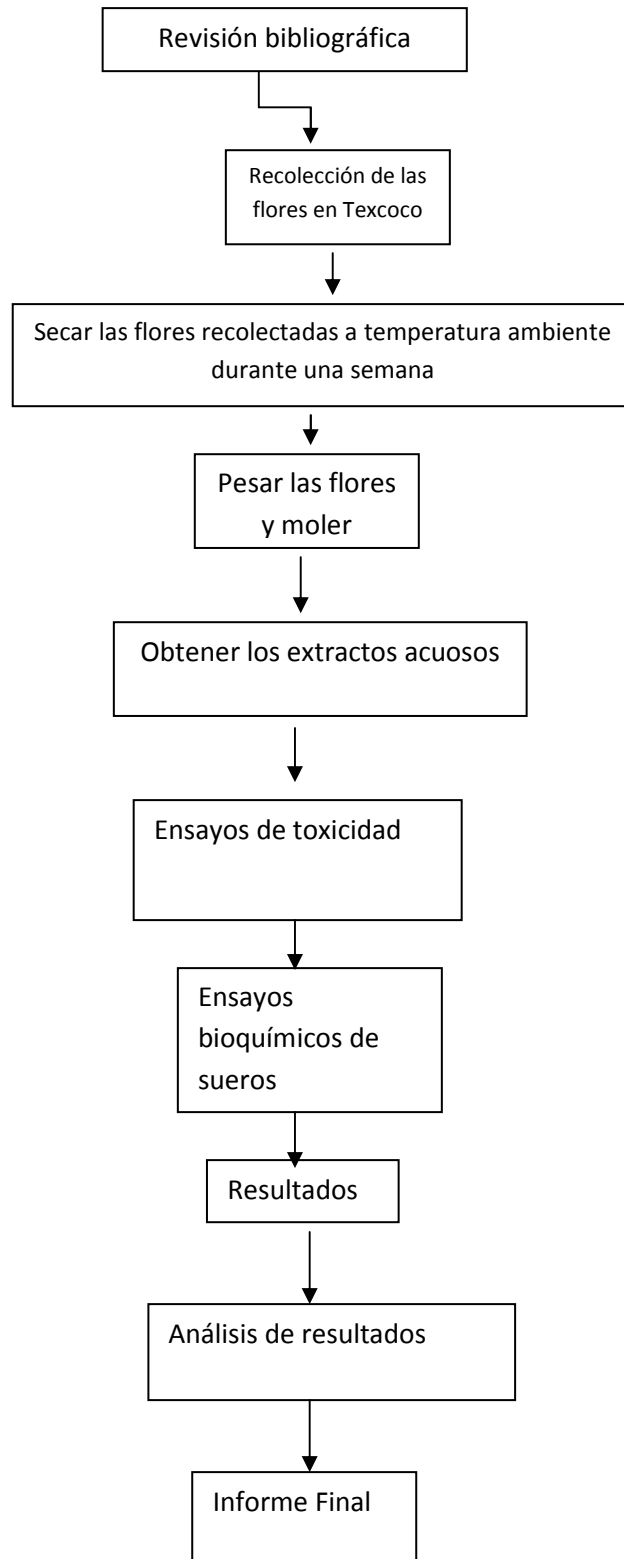 Revisión bibliográfica
Recolección de las
flores en Texcoco
Secar las flores recolectadas a temperatura ambiente
durante una semana
Pesar las flores
y moler
Obtener los extractos acuosos
Ensayos de toxicidad
Ensayos
bioquímicos de
sueros
Resultados
Análisis de resultados
Informe Final